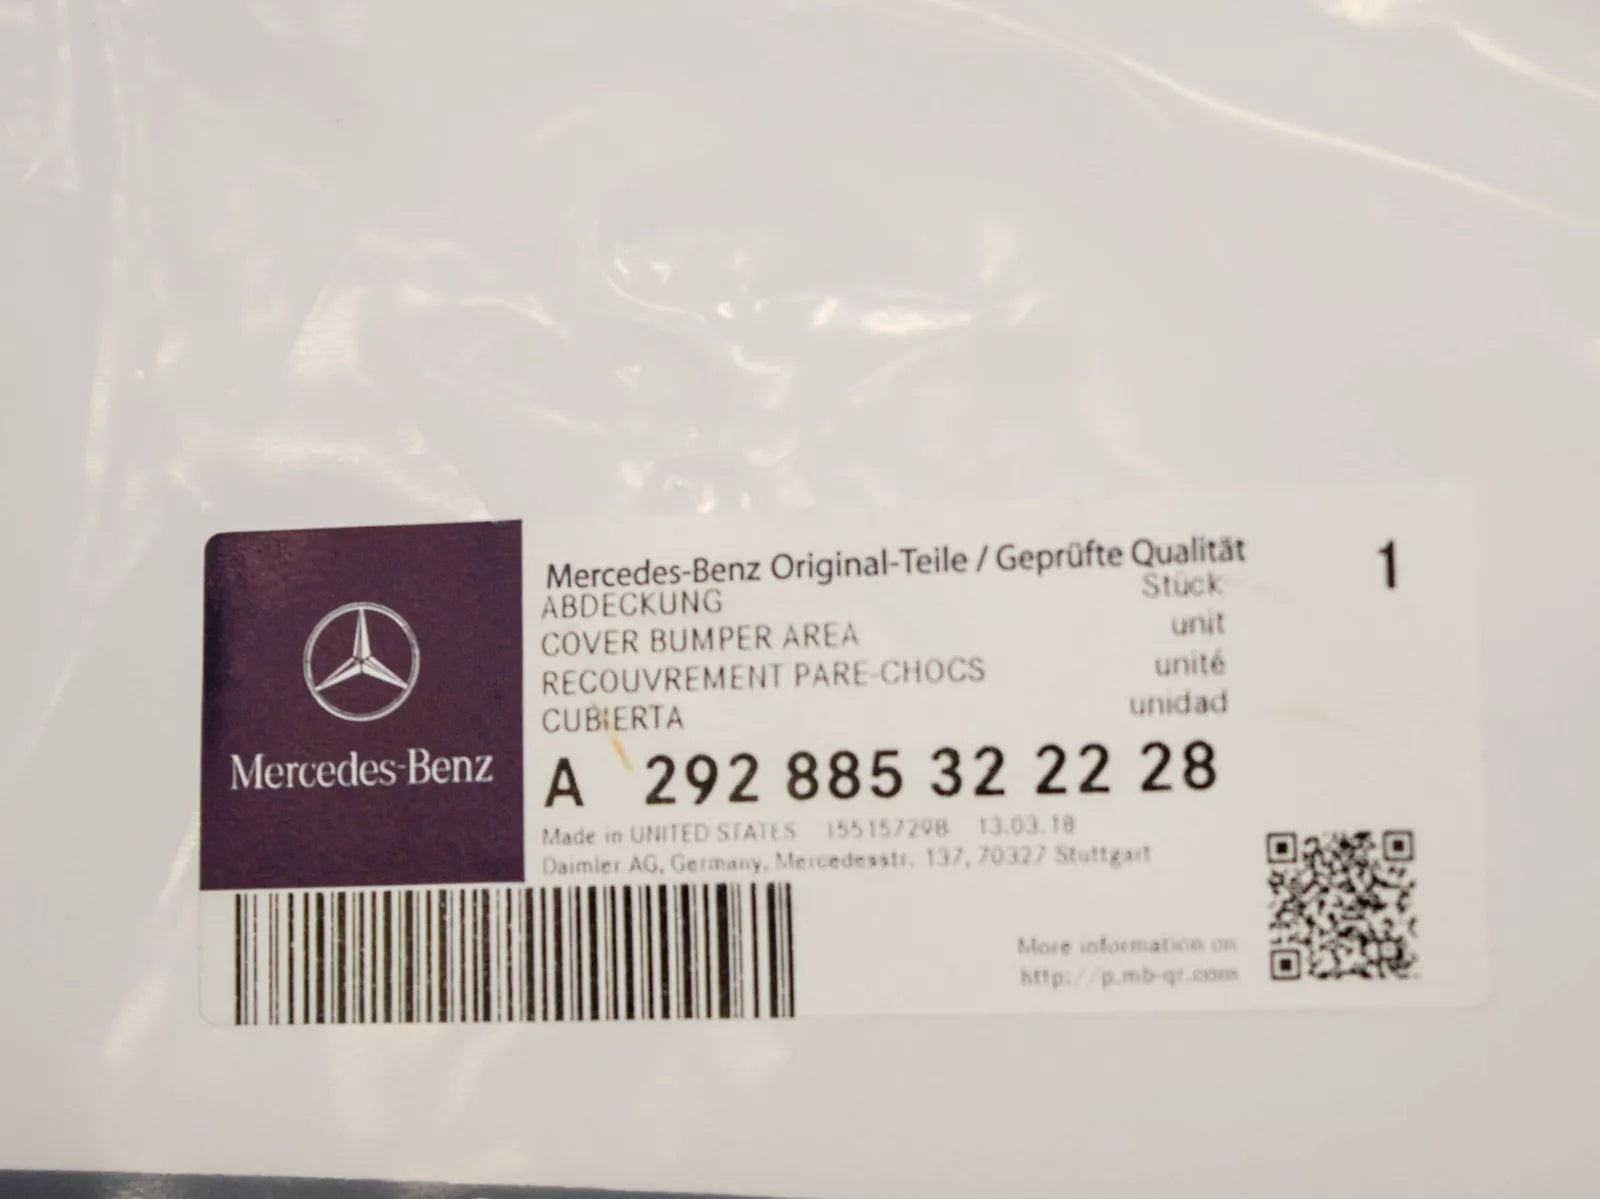 Mercedes-Benz
Mercedes-Benz Original-Teile / Geprüfte Qualität
1
ABDECKUNG Stück
COVER BUMPER AREA unit
RECOUVREMENT PARE-CHOCS unité
CUBIERTA unidad
A 292 885 32 22 28
Made in UNITED STATES 15515729B 13.03.18
Daimler AG, Germany, Mercedesstr. 137, 70327 Stuttgart
More information on
http://p.mb-qr.com